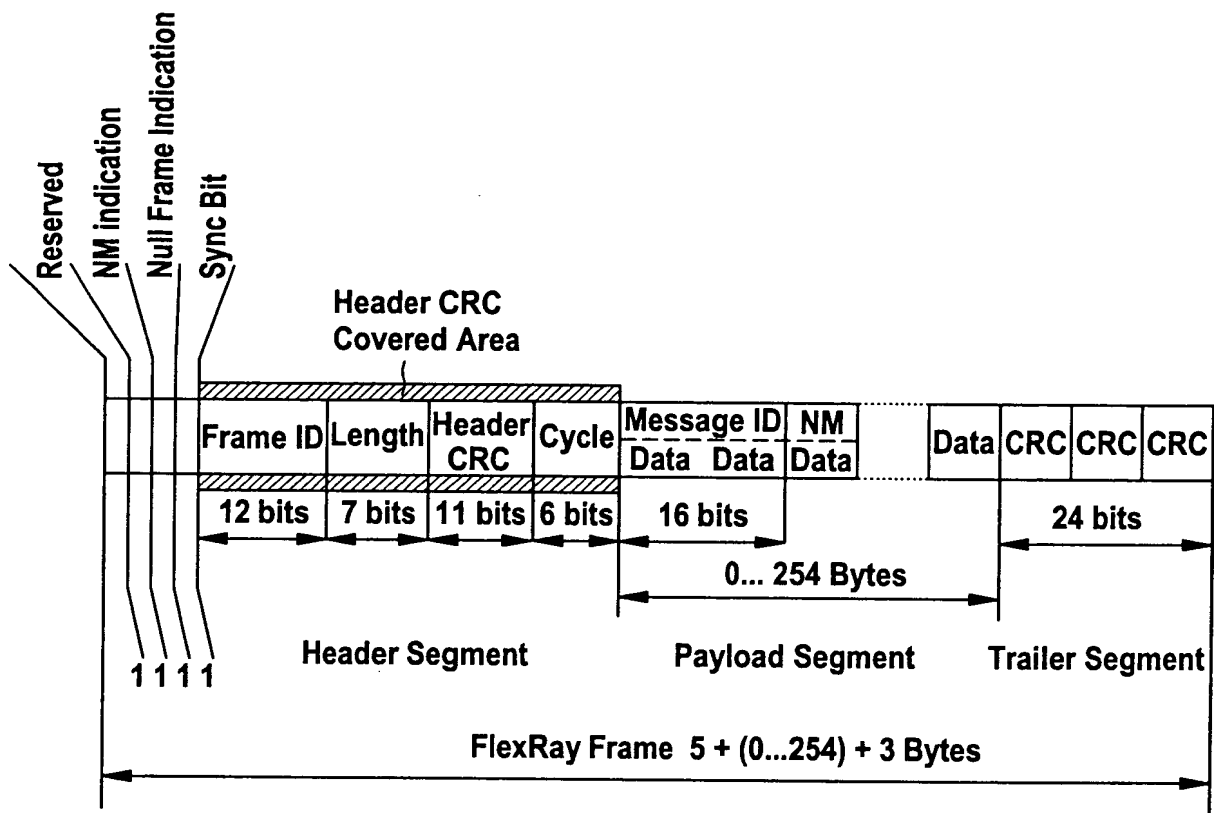 Reserved
NM indication
Null Frame Indication
Sync Bit
Header CRC
Covered Area
Frame ID
Length
Header
CRC
Cycle
Message ID
Data Data
NM
Data
Data
CRC
CRC
CRC
12 bits
7 bits
11 bits
6 bits
16 bits
24 bits
0... 254 Bytes
1 1 1 1
Header Segment
Payload Segment
Trailer Segment
FlexRay Frame 5 + (0...254) + 3 Bytes